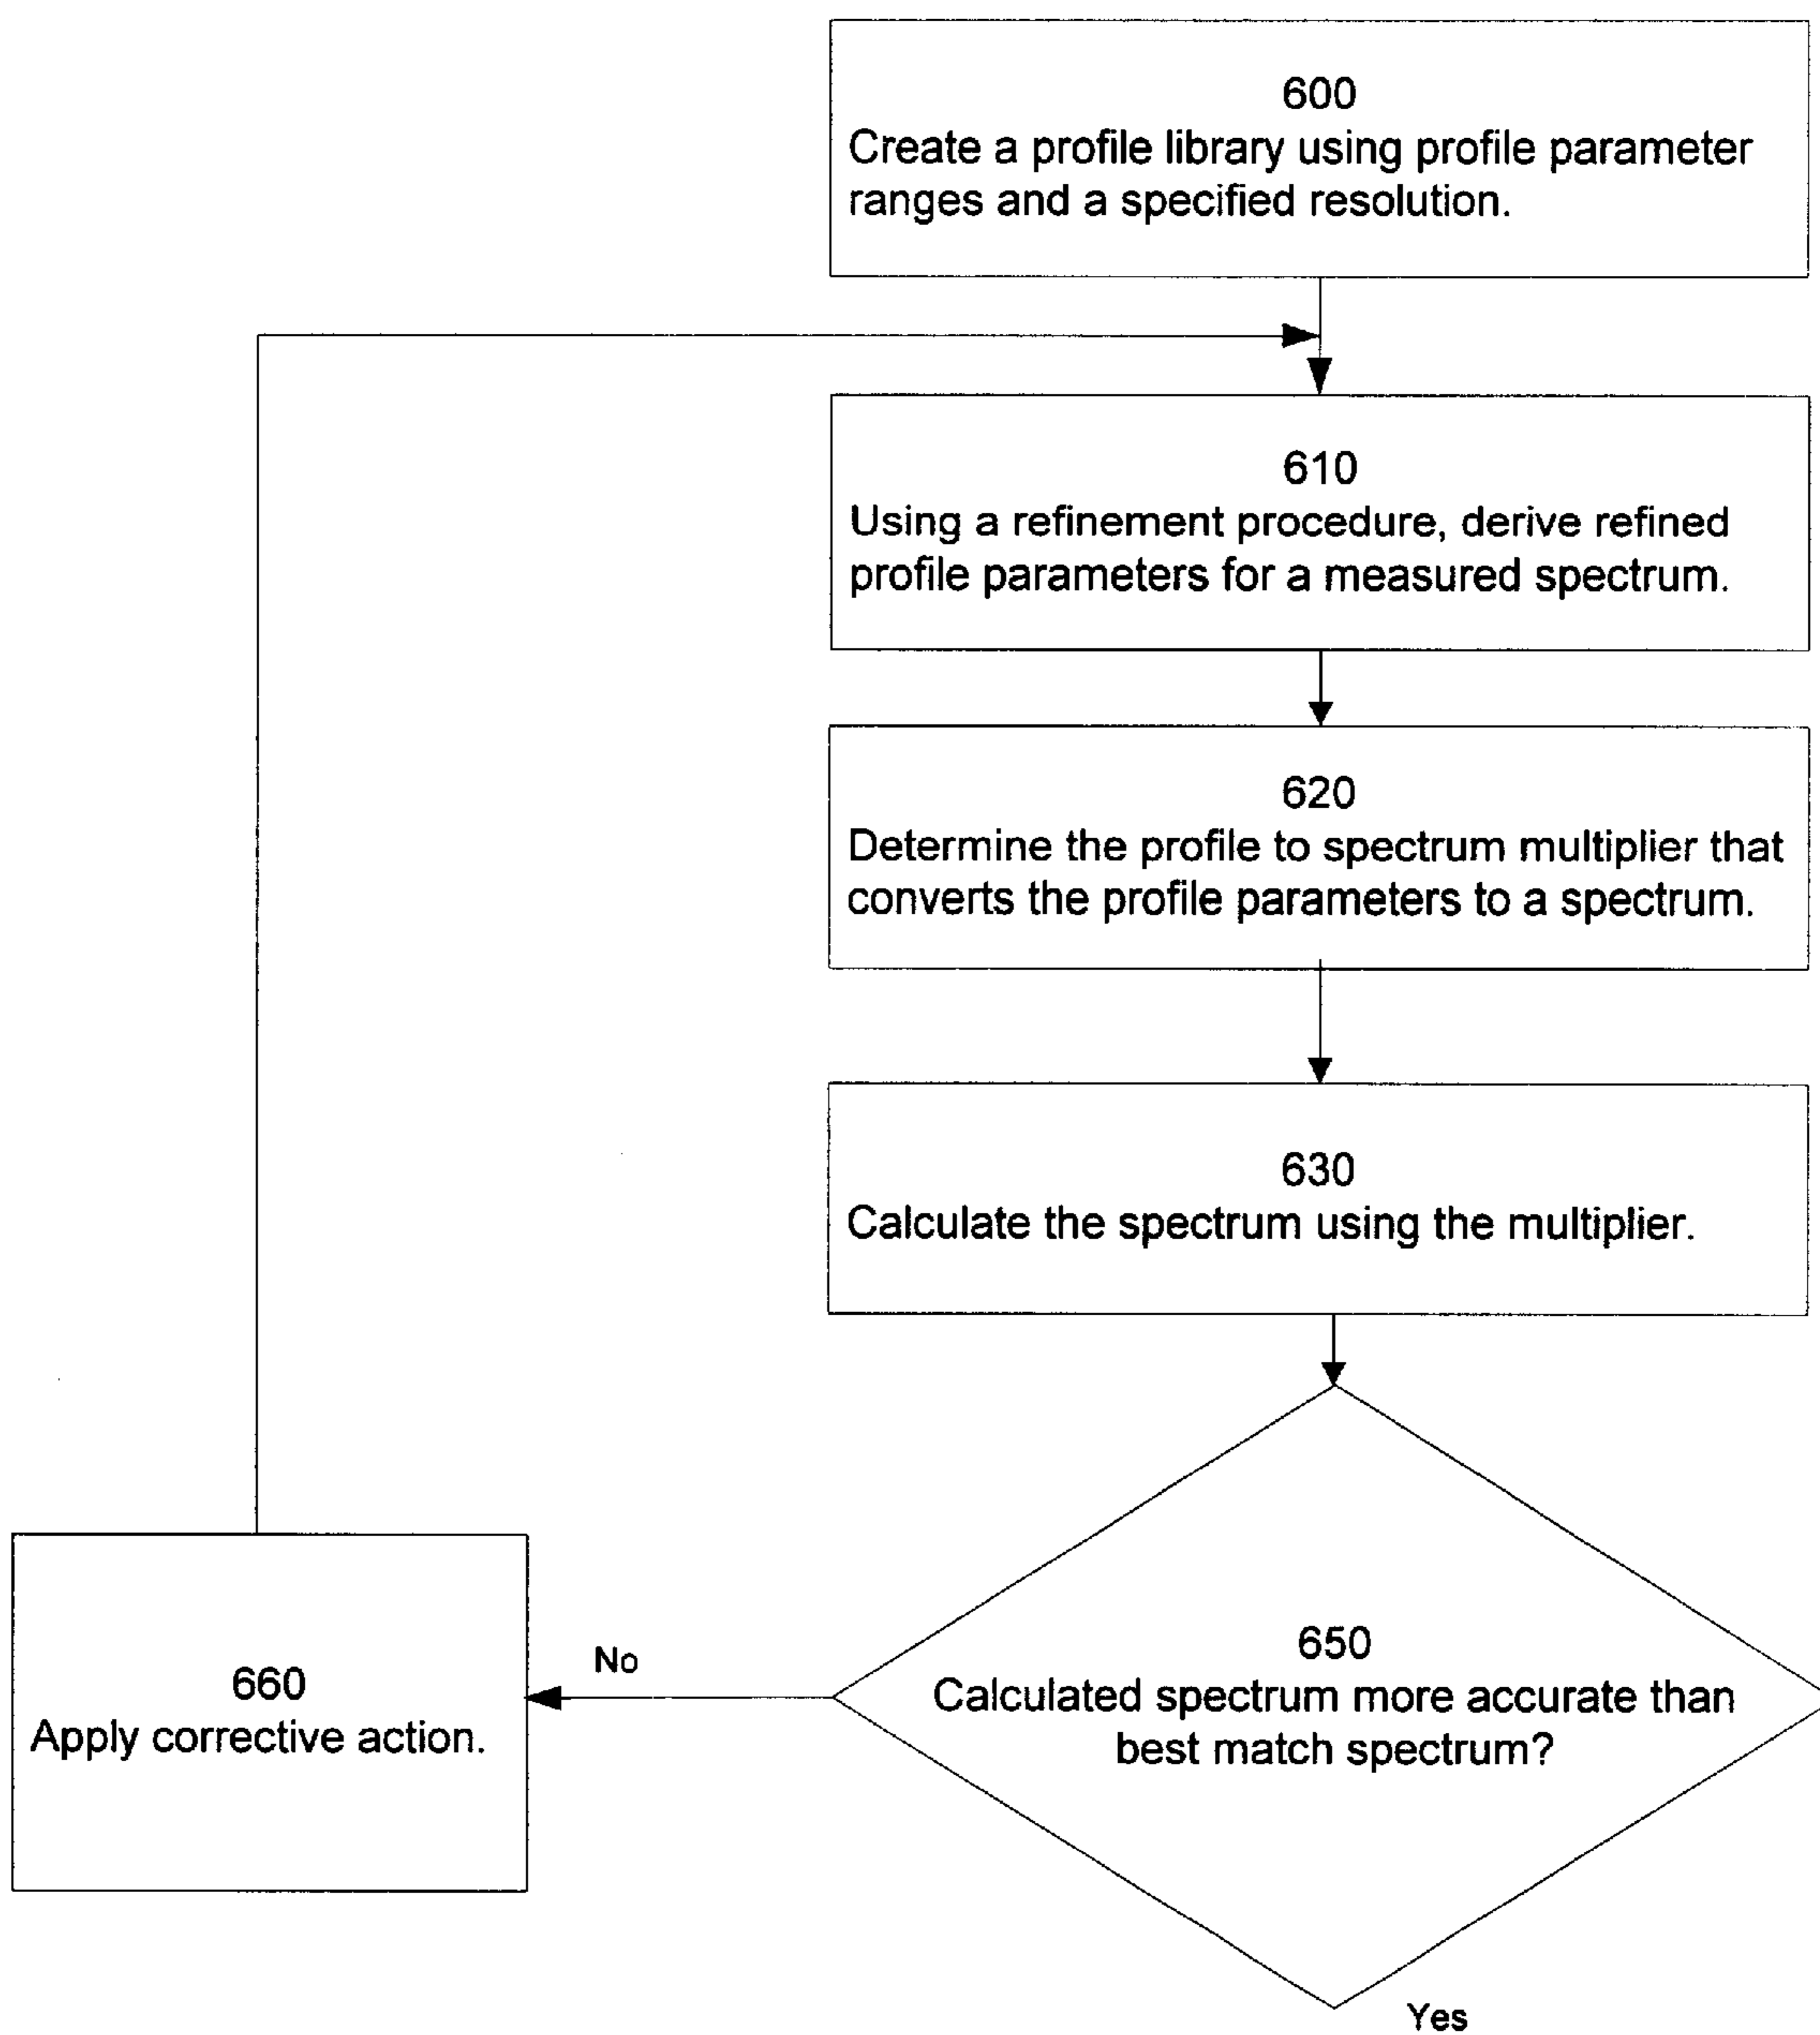 600
Create a profile library using profile parameter
ranges and a specified resolution.
610
Using a refinement procedure, derive refined
profile parameters for a measured spectrum.
620
Determine the profile to spectrum multiplier that
converts the profile parameters to a spectrum.
630
Calculate the spectrum using the multiplier.
650
Calculated spectrum more accurate than
best match spectrum?
No
660
Apply corrective action.
Yes